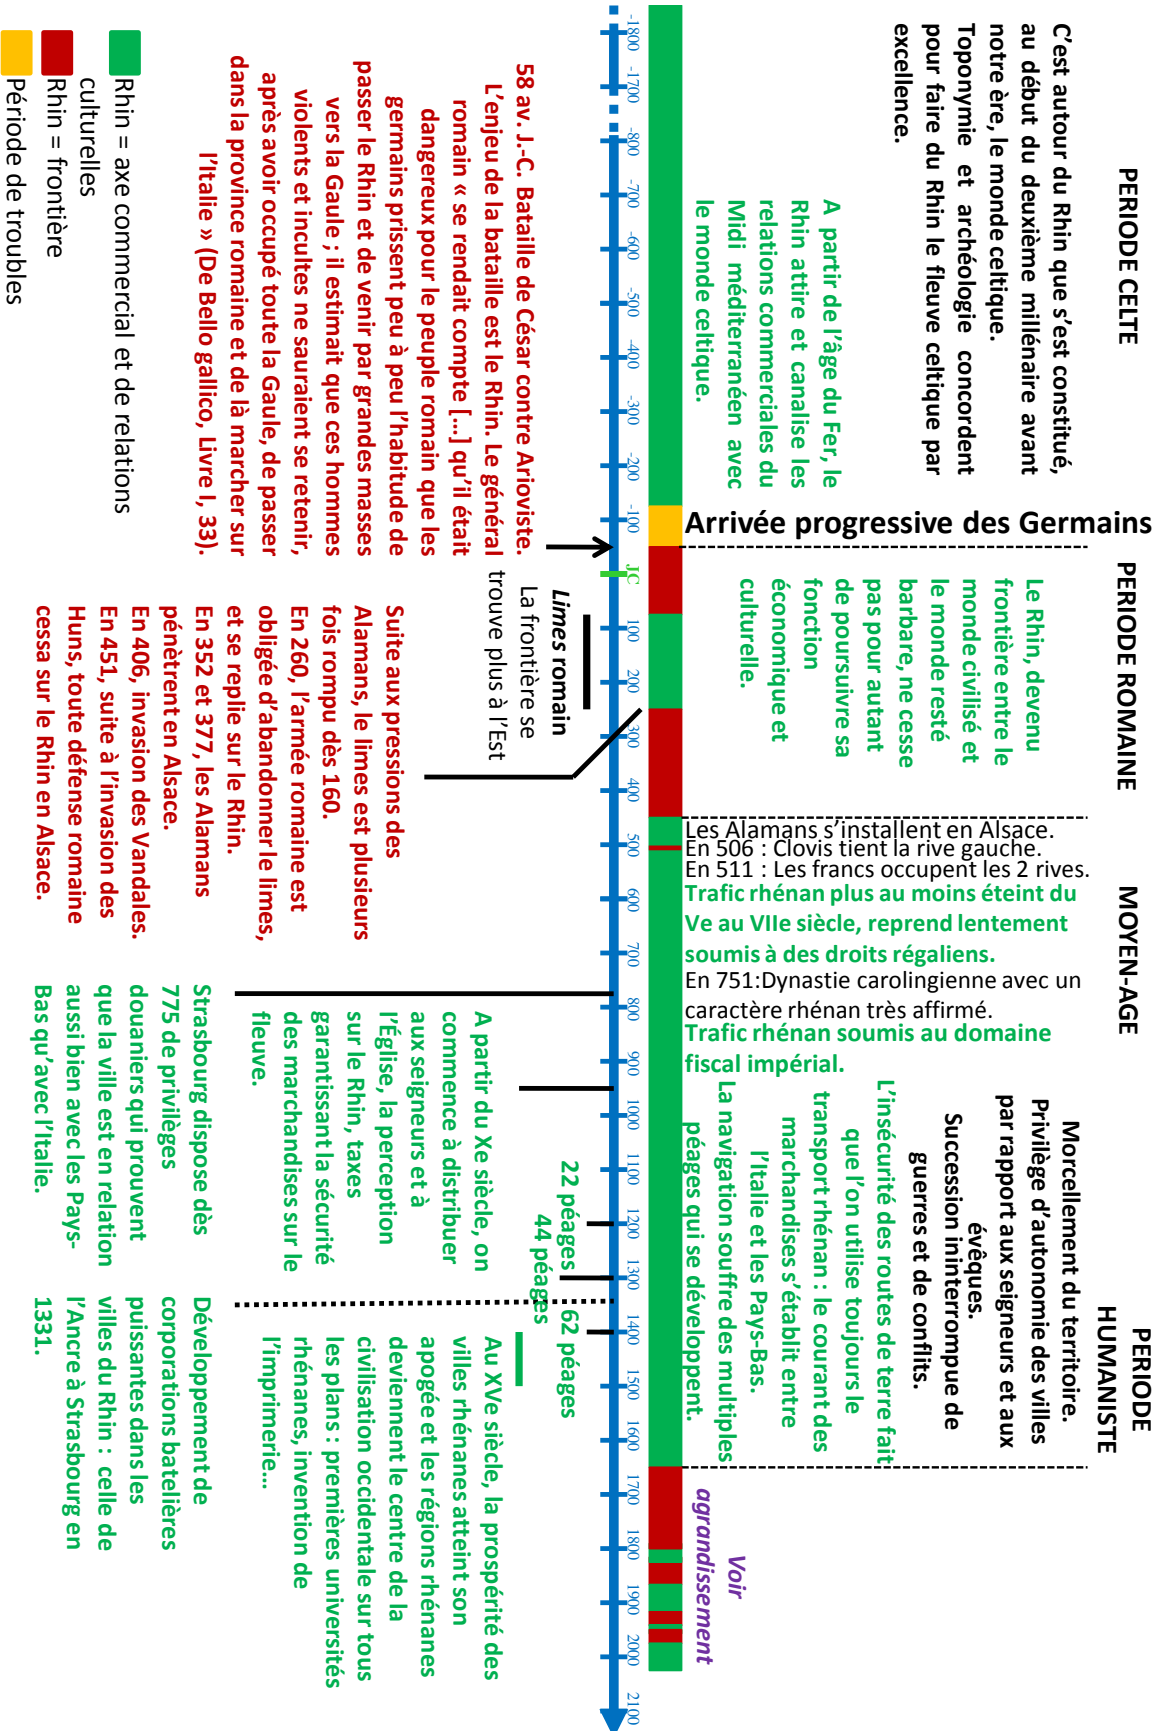 PERIODE CELTE
C'est autour du Rhin que s'est constitué,
au début du deuxième millénaire avant
notre ère, le monde celtique.
Toponymie et archéologie concordent
pour faire du Rhin le fleuve celtique par
excellence.
A partir de l'âge du Fer, le
Rhin attire et canalise les
relations commerciales du
Midi méditerranéen avec
le monde celtique.
Arrivée progressive des Germains
PERIODE ROMAINE
Le Rhin, devenu
frontière entre le
monde civilisé et
le monde resté
barbare, ne cesse
pas pour autant
de poursuivre sa
fonction
économique et
culturelle.
MOYEN-AGE
Les Alamans s'installent en Alsace.
En 506 : Clovis tient la rive gauche.
En 511 : Les francs occupent les 2 rives.
Trafic rhénan plus au moins éteint du
Ve au VIIe siècle, reprend lentement
soumis à des droits régaliens.
En 751:Dynastie carolingienne avec un
caractère rhénan très affirmé.
Trafic rhénan soumis au domaine
fiscal impérial.
Morcellement du territoire.
Privilège d'autonomie des villes
par rapport aux seigneurs et aux
évêques.
Succession ininterrompue de
guerres et de conflits.
L'insécurité des routes de terre fait
que l'on utilise toujours le
transport rhénan : le courant des
marchandises s'établit entre
l'Italie et les Pays-Bas.
La navigation souffre des multiples
péages qui se développent.
PERIODE
HUMANISTE
Voir
agrandissement
-1800
-1700
-800
-700
-600
-500
-400
-300
-200
-100
JC
100
200
300
400
500
600
700
800
900
1000
1100
1200
1300
1400
1500
1600
1700
1800
1900
2000
2100
58 av. J.-C. Bataille de César contre Arioviste.
L'enjeu de la bataille est le Rhin. Le général
romain « se rendait compte [...] qu'il était
dangereux pour le peuple romain que les
germains prissent peu à peu l'habitude de
passer le Rhin et de venir par grandes masses
vers la Gaule ; il estimait que ces hommes
violents et incultes ne sauraient se retenir,
après avoir occupé toute la Gaule, de passer
dans la province romaine et de là marcher sur
l'Italie » (De Bello gallico, Livre I, 33).
Limes romain
La frontière se
trouve plus à l'Est
Suite aux pressions des
Alamans, le limes est plusieurs
fois rompu dès 160.
En 260, l'armée romaine est
obligée d'abandonner le limes,
et se replie sur le Rhin.
En 352 et 377, les Alamans
pénètrent en Alsace.
En 406, invasion des Vandales.
En 451, suite à l'invasion des
Huns, toute défense romaine
cessa sur le Rhin en Alsace.
A partir du Xe siècle, on
commence à distribuer
aux seigneurs et à
l'Église, la perception
sur le Rhin, taxes
garantissant la sécurité
des marchandises sur le
fleuve.
Strasbourg dispose dès
775 de privilèges
douaniers qui prouvent
que la ville est en relation
aussi bien avec les Pays-
Bas qu'avec l'Italie.
22 péages
44 péages
62 péages
Au XVe siècle, la prospérité des
villes rhénanes atteint son
apogée et les régions rhénanes
deviennent le centre de la
civilisation occidentale sur tous
les plans : premières universités
rhénanes, invention de
l'imprimerie...
Développement de
corporations batelières
puissantes dans les
villes du Rhin : celle de
l'Ancre à Strasbourg en
1331.
Rhin = axe commercial et de relations
culturelles
Rhin = frontière
Période de troubles